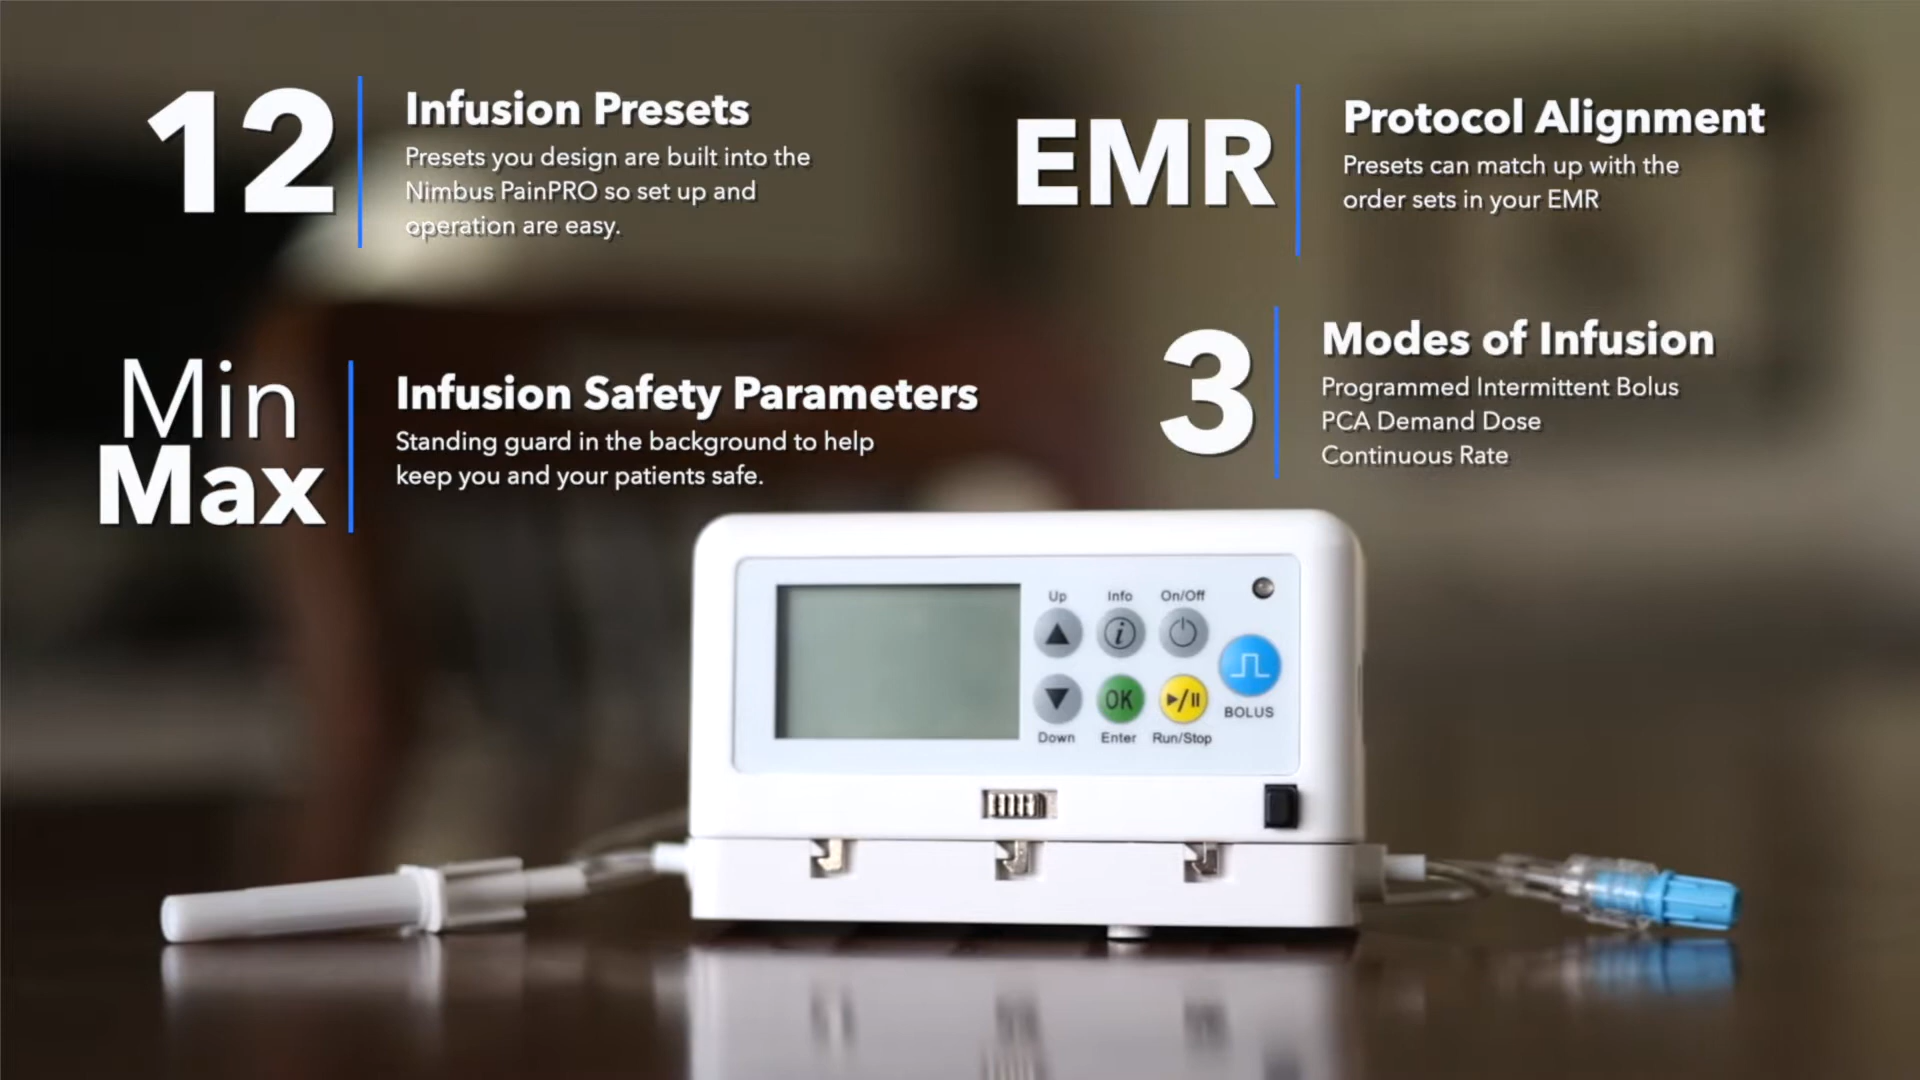 12
Infusion Presets
Presets you design are built into the
Nimbus PainPRO so set up and
operation are easy.
EMR
Protocol Alignment
Presets can match up with the
order sets in your EMR
Min
Max
Infusion Safety Parameters
Standing guard in the background to help
keep you and your patients safe.
3
Modes of Infusion
Programmed Intermittent Bolus
PCA Demand Dose
Continuous Rate
Up Info On/Off
i
OK
BOLUS
Down Enter Run/Stop